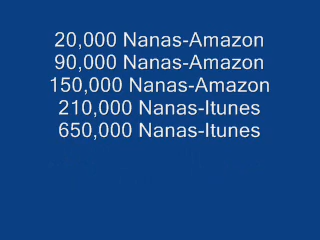 20,000 Nanas-Amazon
90,000 Nanas-Amazon
150,000 Nanas-Amazon
210,000 Nanas-Itunes
650,000 Nanas-Itunes